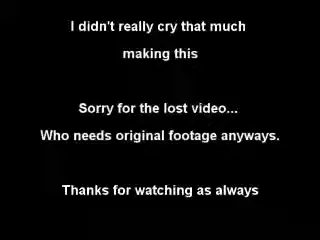 I didn't really cry that much
making this
Sorry for the lost video...
Who needs original footage anyways.
Thanks for watching as always